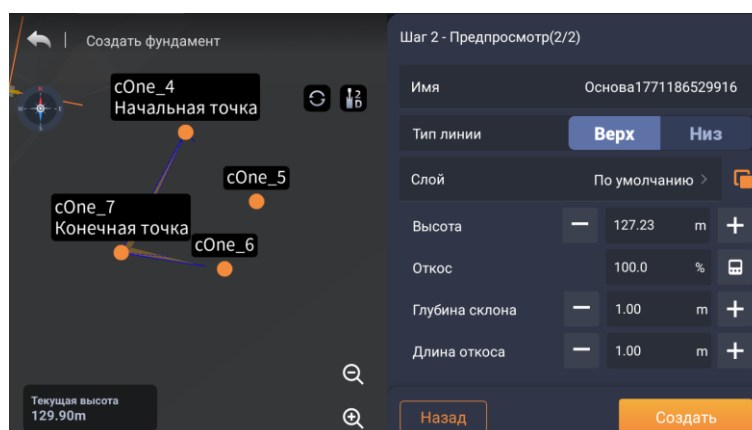 Создать фундамент
cOne_4
Начальная точка
cOne_5
cOne_7
Конечная точка
cOne_6
Текущая высота
129.90m
Шаг 2 - Предпросмотр(2/2)
Имя Основа1771186529916
Тип линии Верх Низ
Слой По умолчанию >
Высота − 127.23 m +
Откос 100.0 %
Глубина склона − 1.00 m +
Длина откоса − 1.00 m +
Назад Создать